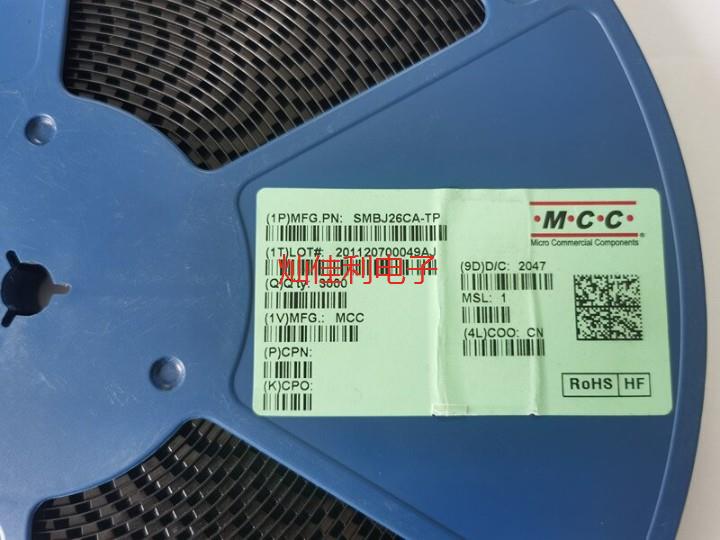 (1P)MFG.PN: SMBJ26CA-TP
(1T)LOT#: 201120700049AJ
灿佳利电子
(Q)Qty: 3000
(1V)MFG.: MCC
(P)CPN:
(K)CPO:
·M·C·C·®
Micro Commercial Components
(9D)D/C: 2047
MSL: 1
(4L)COO: CN
RoHS HF